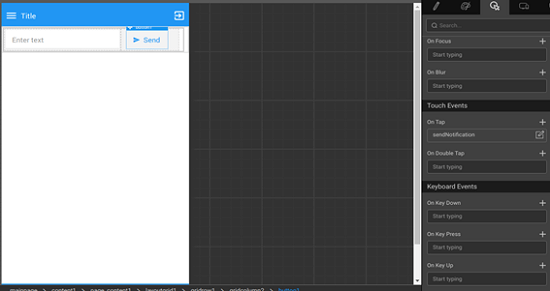 Title
Enter text
Send
Search...
On Focus
Start typing
On Blur
Start typing
Touch Events
On Tap
sendNotification
On Double Tap
Start typing
Keyboard Events
On Key Down
Start typing
On Key Press
Start typing
On Key Up
Start typing
mainpage > content1 > page_content1 > layoutgrid1 > gridrow2 > gridcolumn2 > button1